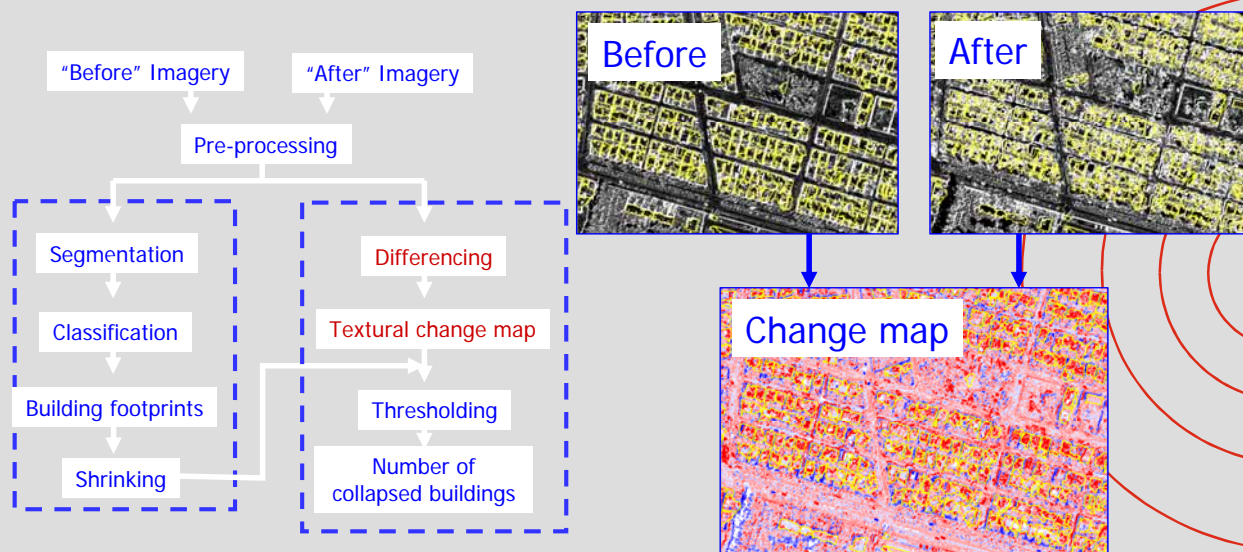 “Before” Imagery
“After” Imagery
Pre-processing
Segmentation
Classification
Building footprints
Shrinking
Differencing
Textural change map
Thresholding
Number of
collapsed buildings
Before
After
Change map